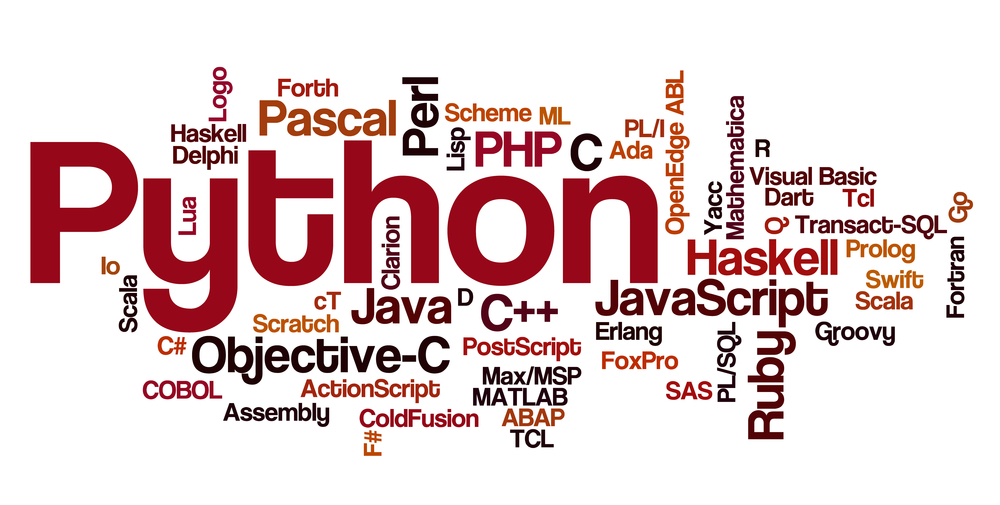 Logo
Forth
Pascal
Perl
Scheme
ML
OpenEdge ABL
Haskell
Delphi
Lisp
PHP
C
PL/I
Ada
Mathematica
R
Visual Basic
Dart
Tcl
Yacc
Python
Lua
Clarion
Q
Transact-SQL
Go
Haskell
Prolog
Fortran
Io
Scala
cT
Scratch
Java
D
C++
JavaScript
Swift
Scala
C#
Objective-C
PostScript
Erlang
FoxPro
PL/SQL
Ruby
Groovy
COBOL
ActionScript
Max/MSP
MATLAB
SAS
Assembly
ColdFusion
ABAP
F#
TCL